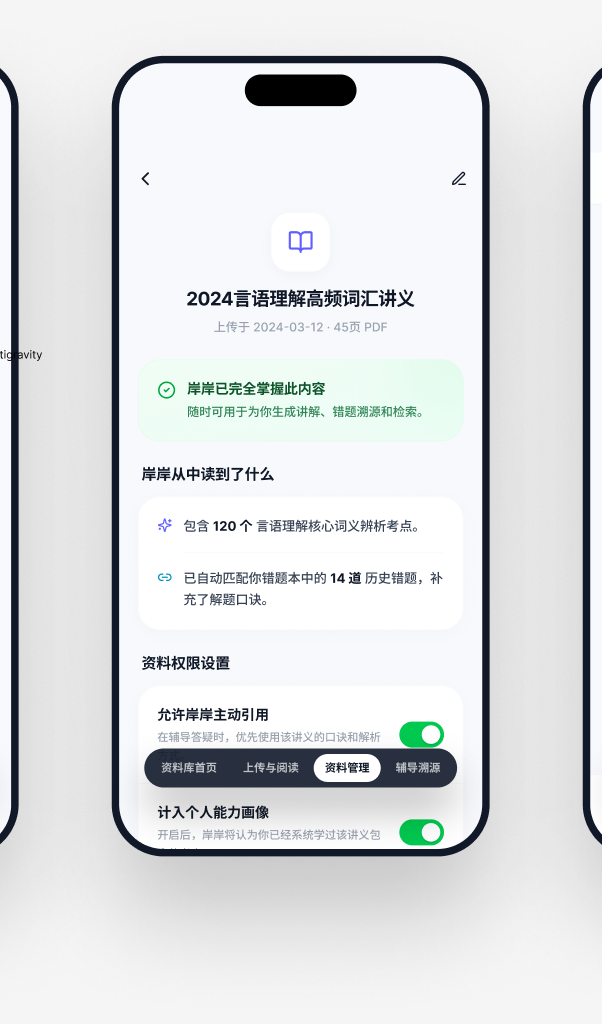 tigravity
2024言语理解高频词汇讲义
上传于 2024-03-12 · 45页 PDF
岸岸已完全掌握此内容
随时可用于为你生成讲解、错题溯源和检索。
岸岸从中读到了什么
包含 120 个 言语理解核心词义辨析考点。
已自动匹配你错题本中的 14 道 历史错题，补
充了解题口诀。
资料权限设置
允许岸岸主动引用
在辅导答疑时，优先使用该讲义的口诀和解析
资料库首页 上传与阅读 资料管理 辅导溯源
计入个人能力画像
开启后，岸岸将认为你已经系统学过该讲义包